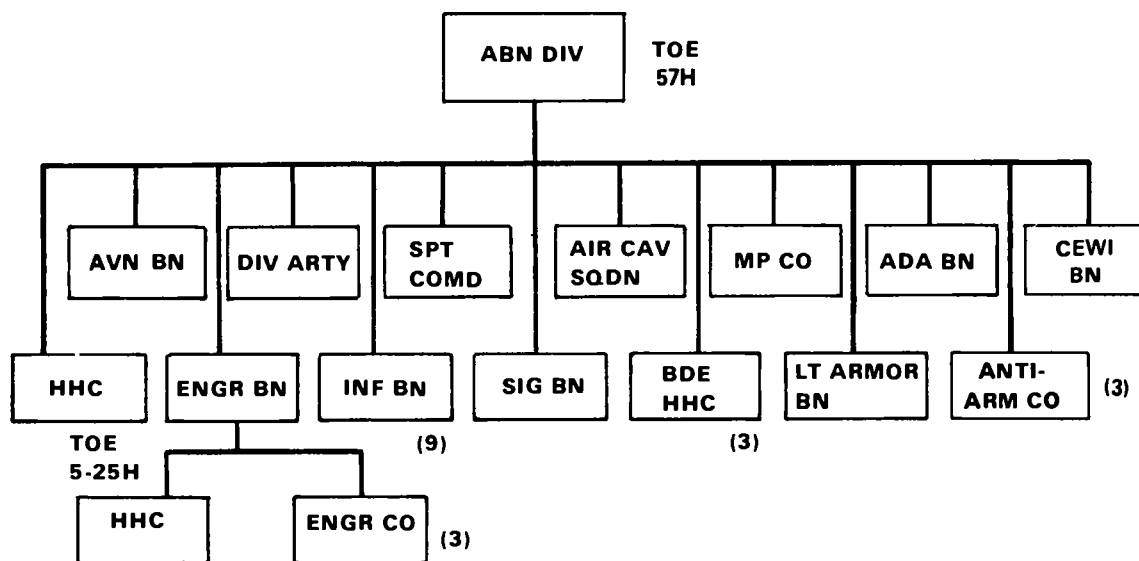 ABN DIV
TOE
57H
AVN BN
DIV ARTY
SPT
COMD
AIR CAV
SQDN
MP CO
ADA BN
CEWI
BN
HHC
ENGR BN
INF BN
SIG BN
BDE
HHC
LT ARMOR
BN
ANTI-
ARM CO
(3)
TOE
5-25H
(9)
(3)
HHC
ENGR CO
(3)